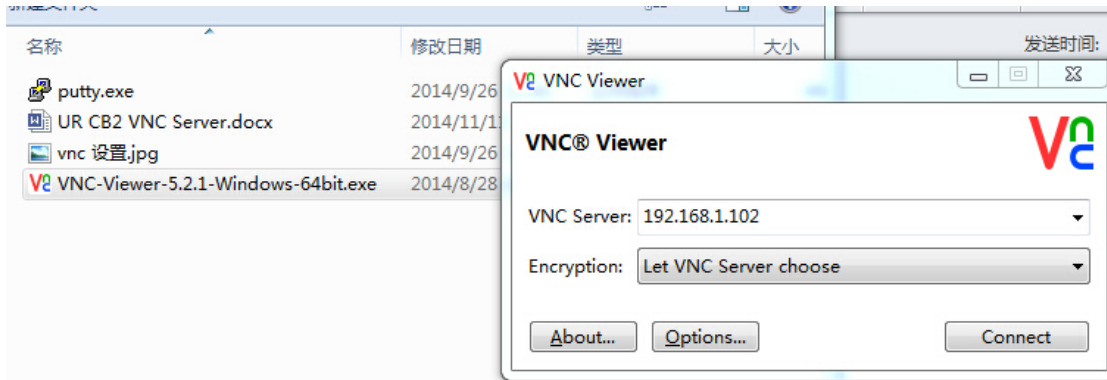 名称 修改日期 类型 大小
putty.exe 2014/9/26
UR CB2 VNC Server.docx 2014/11/1
vnc 设置.jpg 2014/9/26
VNC-Viewer-5.2.1-Windows-64bit.exe 2014/8/28
发送时间:
VNC Viewer
VNC® Viewer
VNC Server: 192.168.1.102
Encryption: Let VNC Server choose
About... Options... Connect